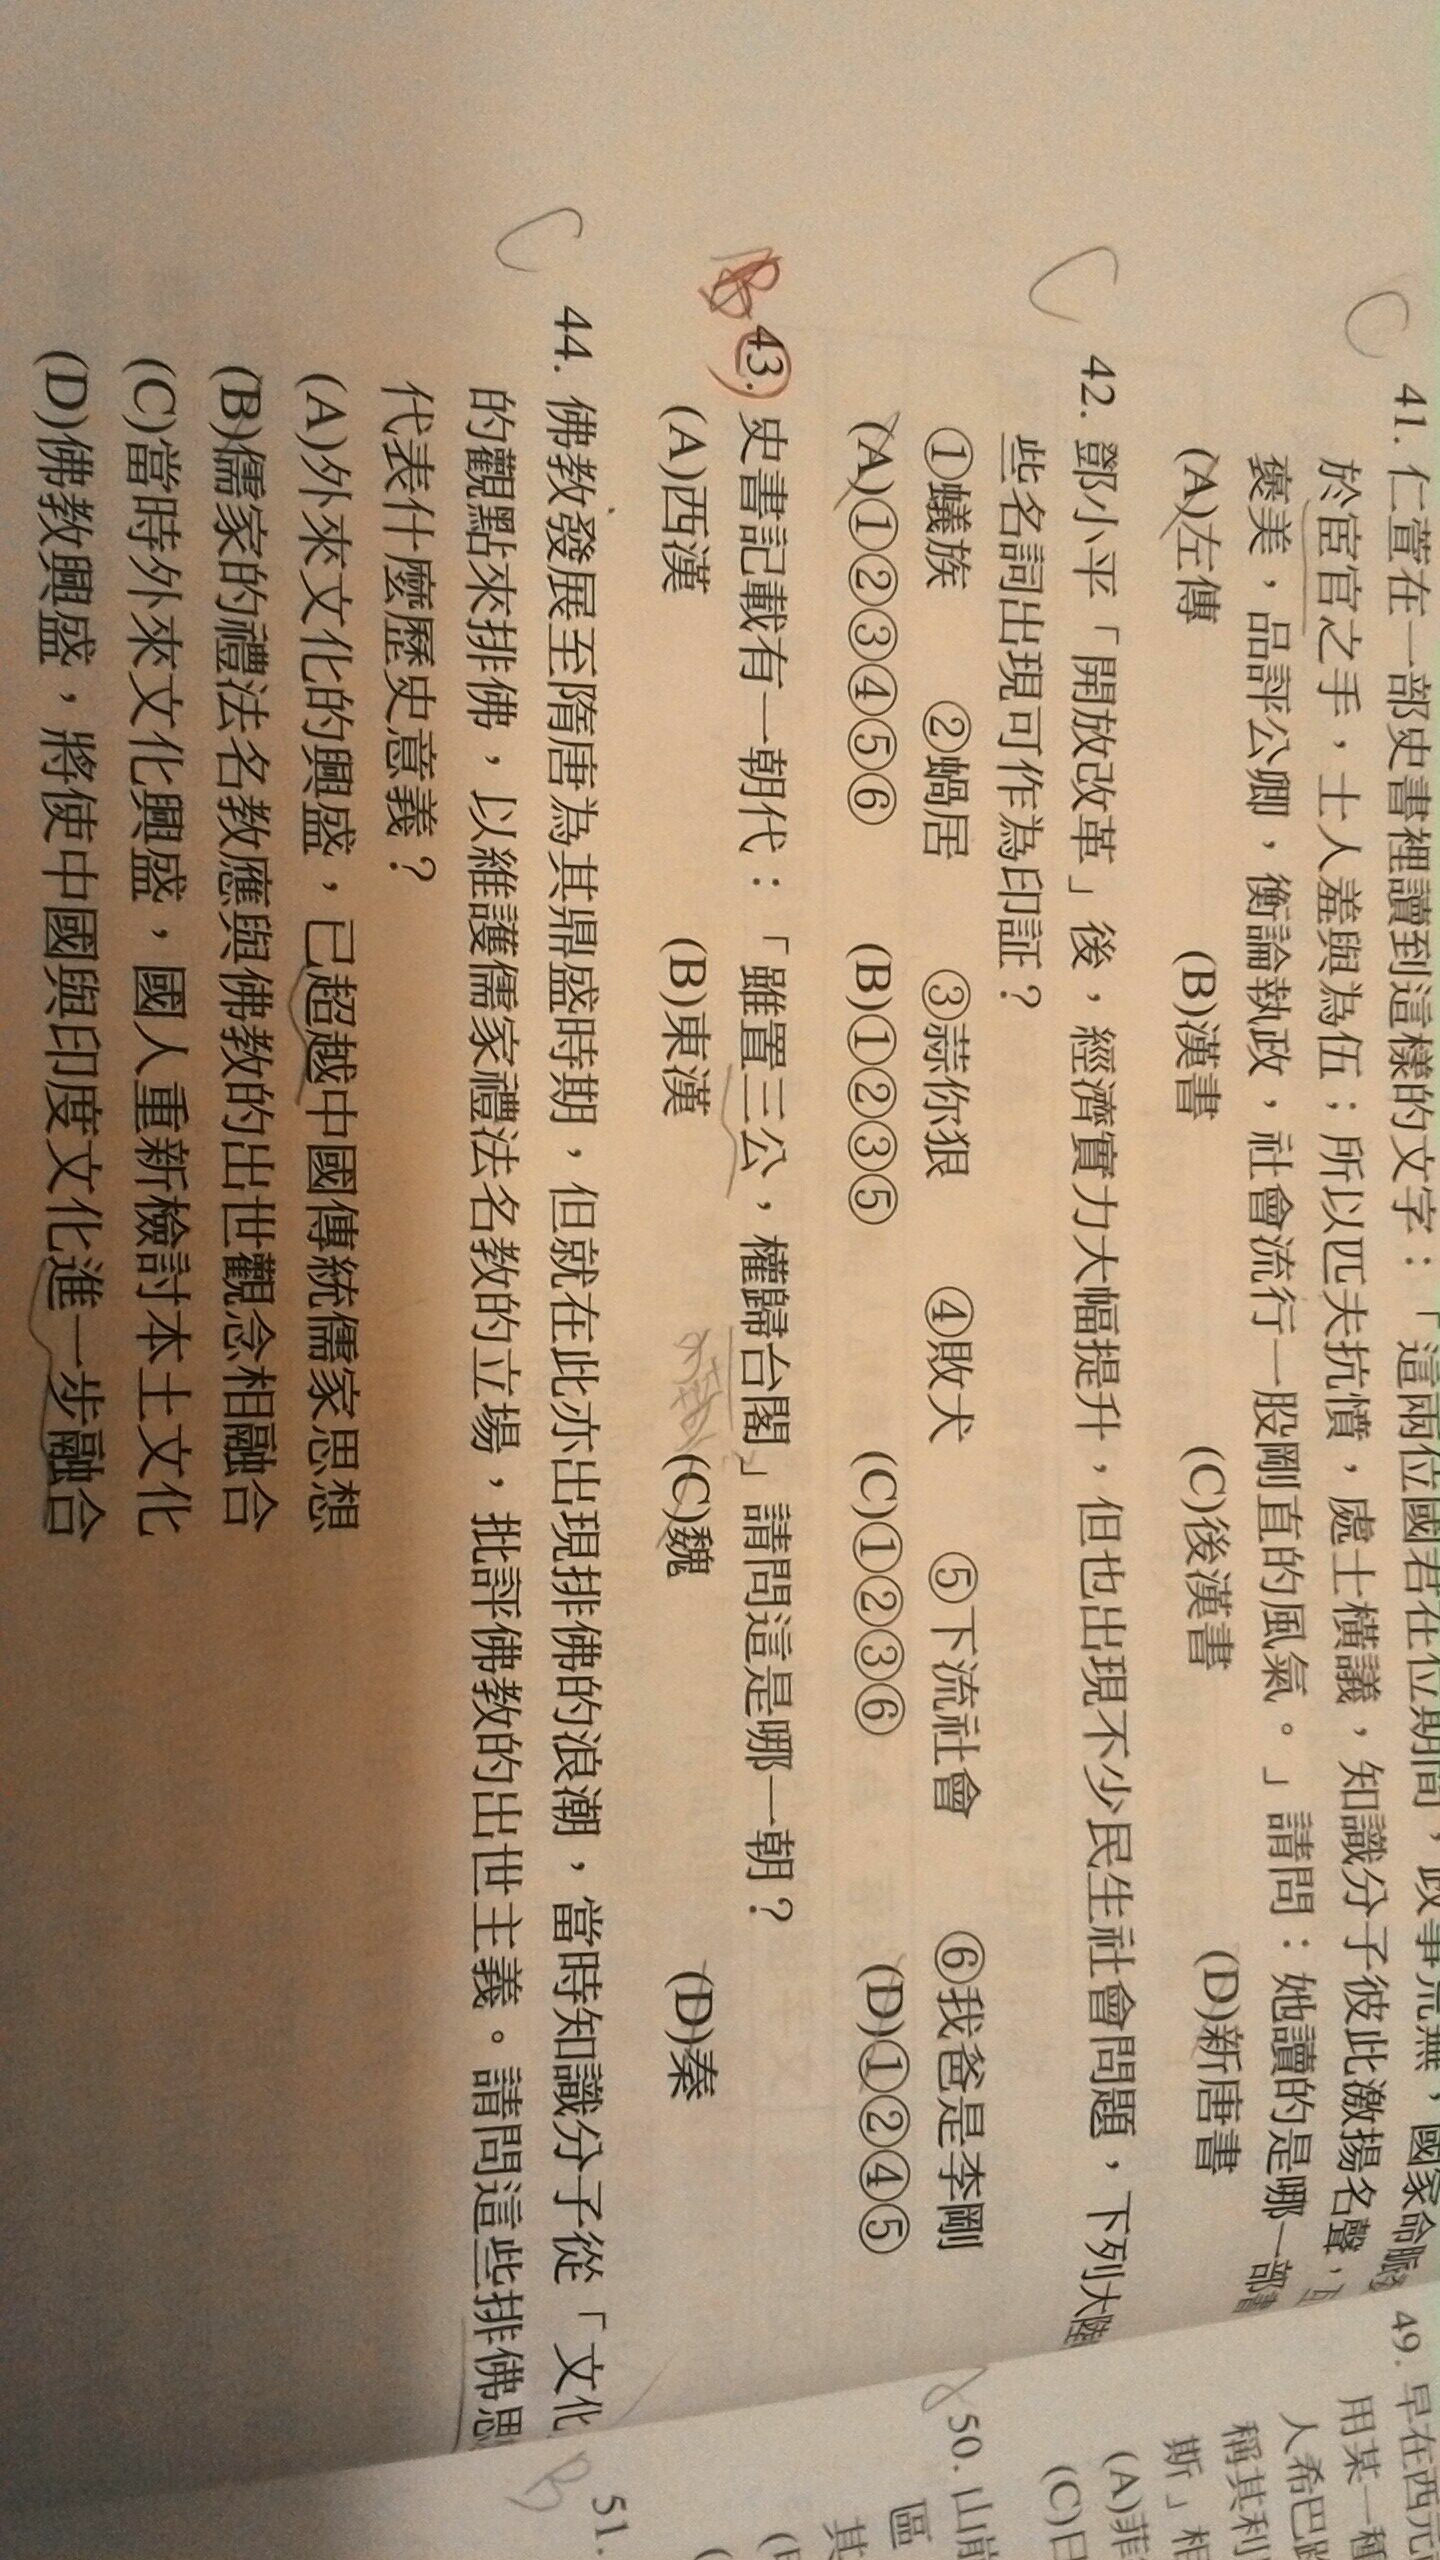 41. 仁萱在一部史書裡讀到這樣的文字：「這兩位國君在位期間，政事荒蕪，國家命脈
於宦官之手，士人羞與為伍；所以匹夫抗憤，處士橫議，知識分子彼此激揚名聲，
褒美，品評公卿，衡論執政，社會流行一股剛直的風氣。」請問：她讀的是哪一部
(A)左傳 (B)漢書 (C)後漢書 (D)新唐書
C
42. 鄧小平「開放改革」後，經濟實力大幅提升，但也出現不少民生社會問題，下列大陸
些名詞出現可作為印証？
①蟻族 ②蝸居 ③蒜你狠 ④敗犬 ⑤下流社會 ⑥我爸是李剛
(A)①②③④⑤⑥ (B)①②③⑤ (C)①②③⑥ (D)①②④⑤
C
43. 史書記載有一朝代：「雖置三公，權歸台閣」請問這是哪一朝？
(A)西漢 (B)東漢 (C)魏 (D)秦
B
44. 佛教發展至隋唐為其鼎盛時期，但就在此亦出現排佛的浪潮，當時知識分子從「文化
的觀點來排佛，以維護儒家禮法名教的立場，批評佛教的出世主義。請問這些排佛思
代表什麼歷史意義？
(A)外來文化的興盛，已超越中國傳統儒家思想
(B)儒家的禮法名教應與佛教的出世觀念相融合
(C)當時外來文化興盛，國人重新檢討本土文化
(D)佛教興盛，將使中國與印度文化進一步融合
C
49. 早在西元
用某一種
人希巴
稱其利
斯」相
(A)菲
(C)日
50. 山崩
區
其
51.
B